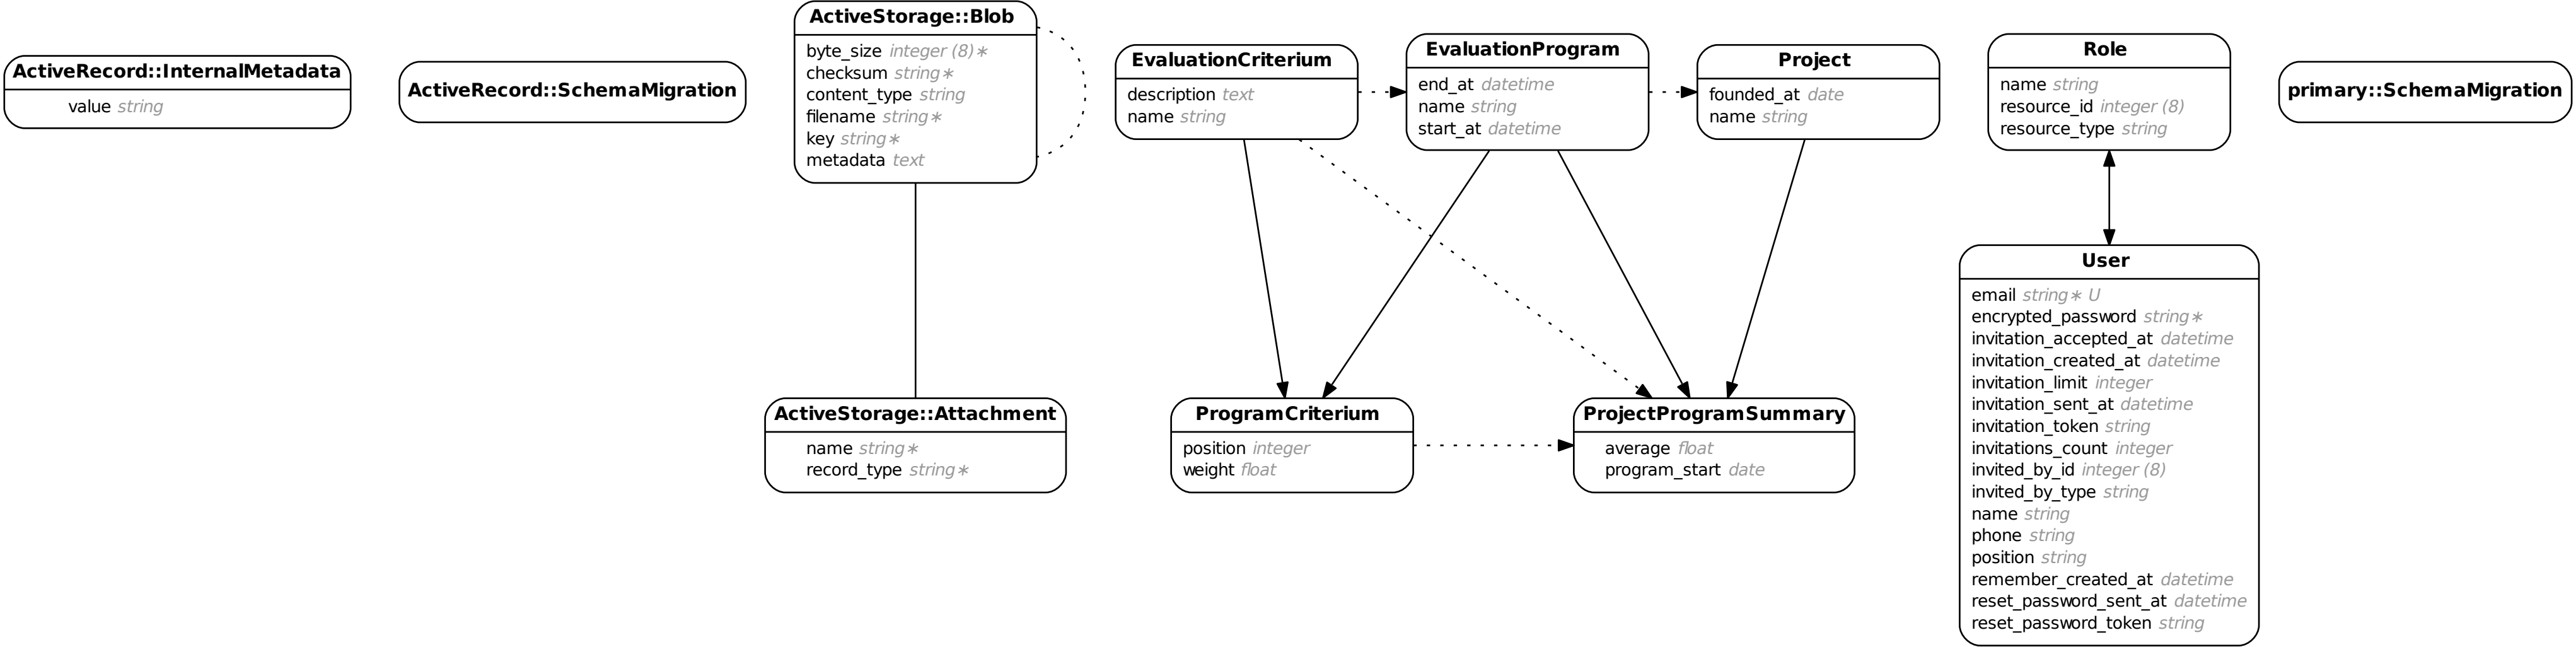 ActiveRecord::InternalMetadata
value string
ActiveRecord::SchemaMigration
ActiveStorage::Blob
byte_size integer (8)∗
checksum string∗
content_type string
filename string∗
key string∗
metadata text
EvaluationCriterium
description text
name string
EvaluationProgram
end_at datetime
name string
start_at datetime
Project
founded_at date
name string
Role
name string
resource_id integer (8)
resource_type string
primary::SchemaMigration
ActiveStorage::Attachment
name string∗
record_type string∗
ProgramCriterium
position integer
weight float
ProjectProgramSummary
average float
program_start date
User
email string∗ U
encrypted_password string∗
invitation_accepted_at datetime
invitation_created_at datetime
invitation_limit integer
invitation_sent_at datetime
invitation_token string
invitations_count integer
invited_by_id integer (8)
invited_by_type string
name string
phone string
position string
remember_created_at datetime
reset_password_sent_at datetime
reset_password_token string